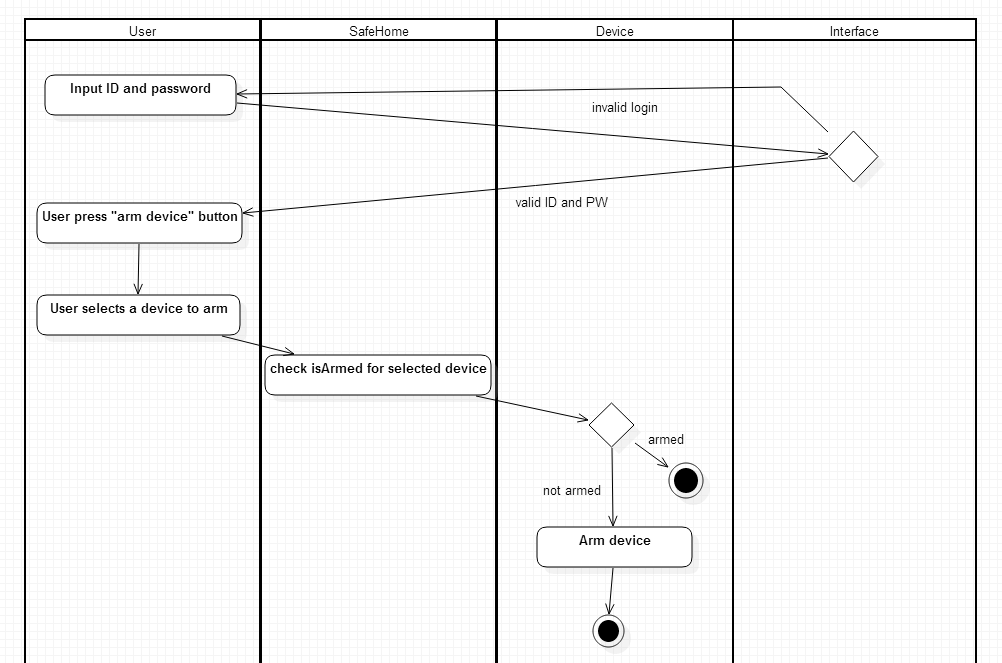 User
SafeHome
Device
Interface
Input ID and password
invalid login
valid ID and PW
User press "arm device" button
User selects a device to arm
check isArmed for selected device
armed
not armed
Arm device